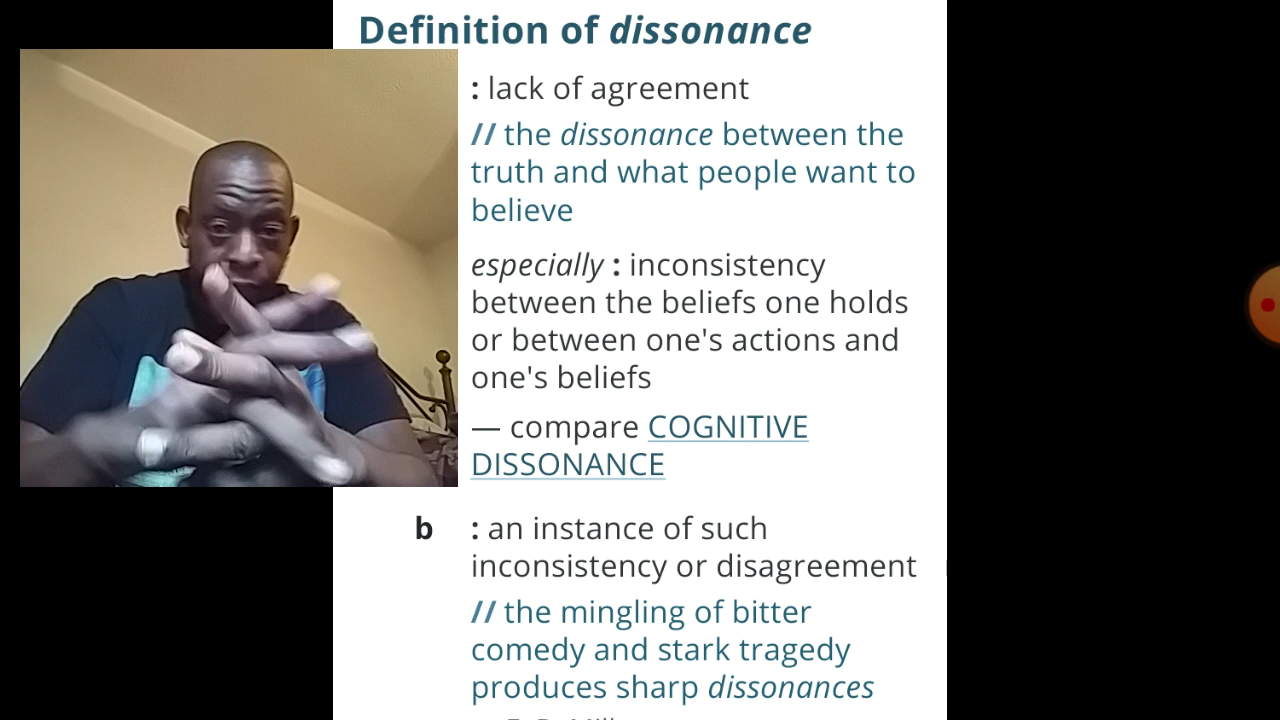 Definition of dissonance
: lack of agreement
// the dissonance between the
truth and what people want to
believe
especially : inconsistency
between the beliefs one holds
or between one's actions and
one's beliefs
— compare COGNITIVE
DISSONANCE
b : an instance of such
inconsistency or disagreement
// the mingling of bitter
comedy and stark tragedy
produces sharp dissonances